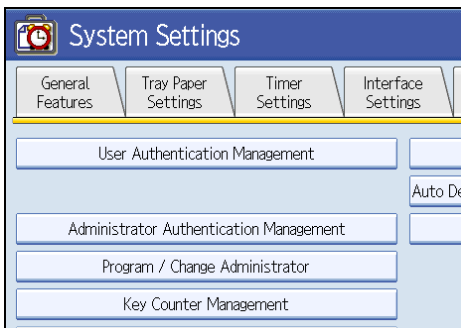 System Settings
General
Features
Tray Paper
Settings
Timer
Settings
Interface
Settings
User Authentication Management
Auto De
Administrator Authentication Management
Program / Change Administrator
Key Counter Management